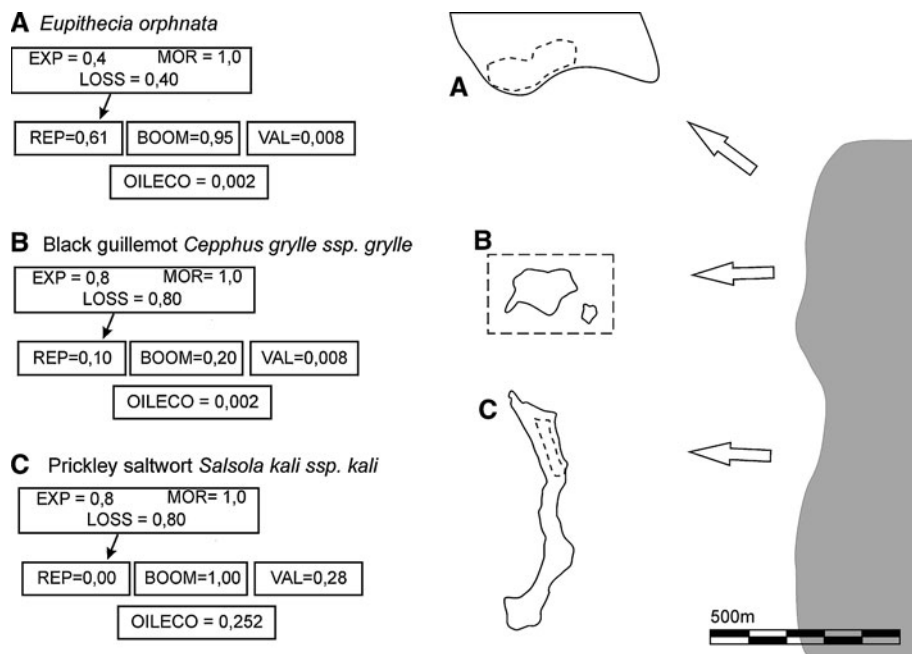 A Eupithecia orphnata
EXP = 0,4 MOR = 1,0
LOSS = 0,40
REP=0,61 BOOM=0,95 VAL=0,008
OILECO = 0,002
B Black guillemot Cepphus grylle ssp. grylle
EXP = 0,8 MOR= 1,0
LOSS = 0,80
REP=0,10 BOOM=0,20 VAL=0,008
OILECO = 0,002
C Prickley saltwort Salsola kali ssp. kali
EXP = 0,8 MOR= 1,0
LOSS = 0,80
REP=0,00 BOOM=1,00 VAL=0,28
OILECO = 0,252
A
B
C
500m